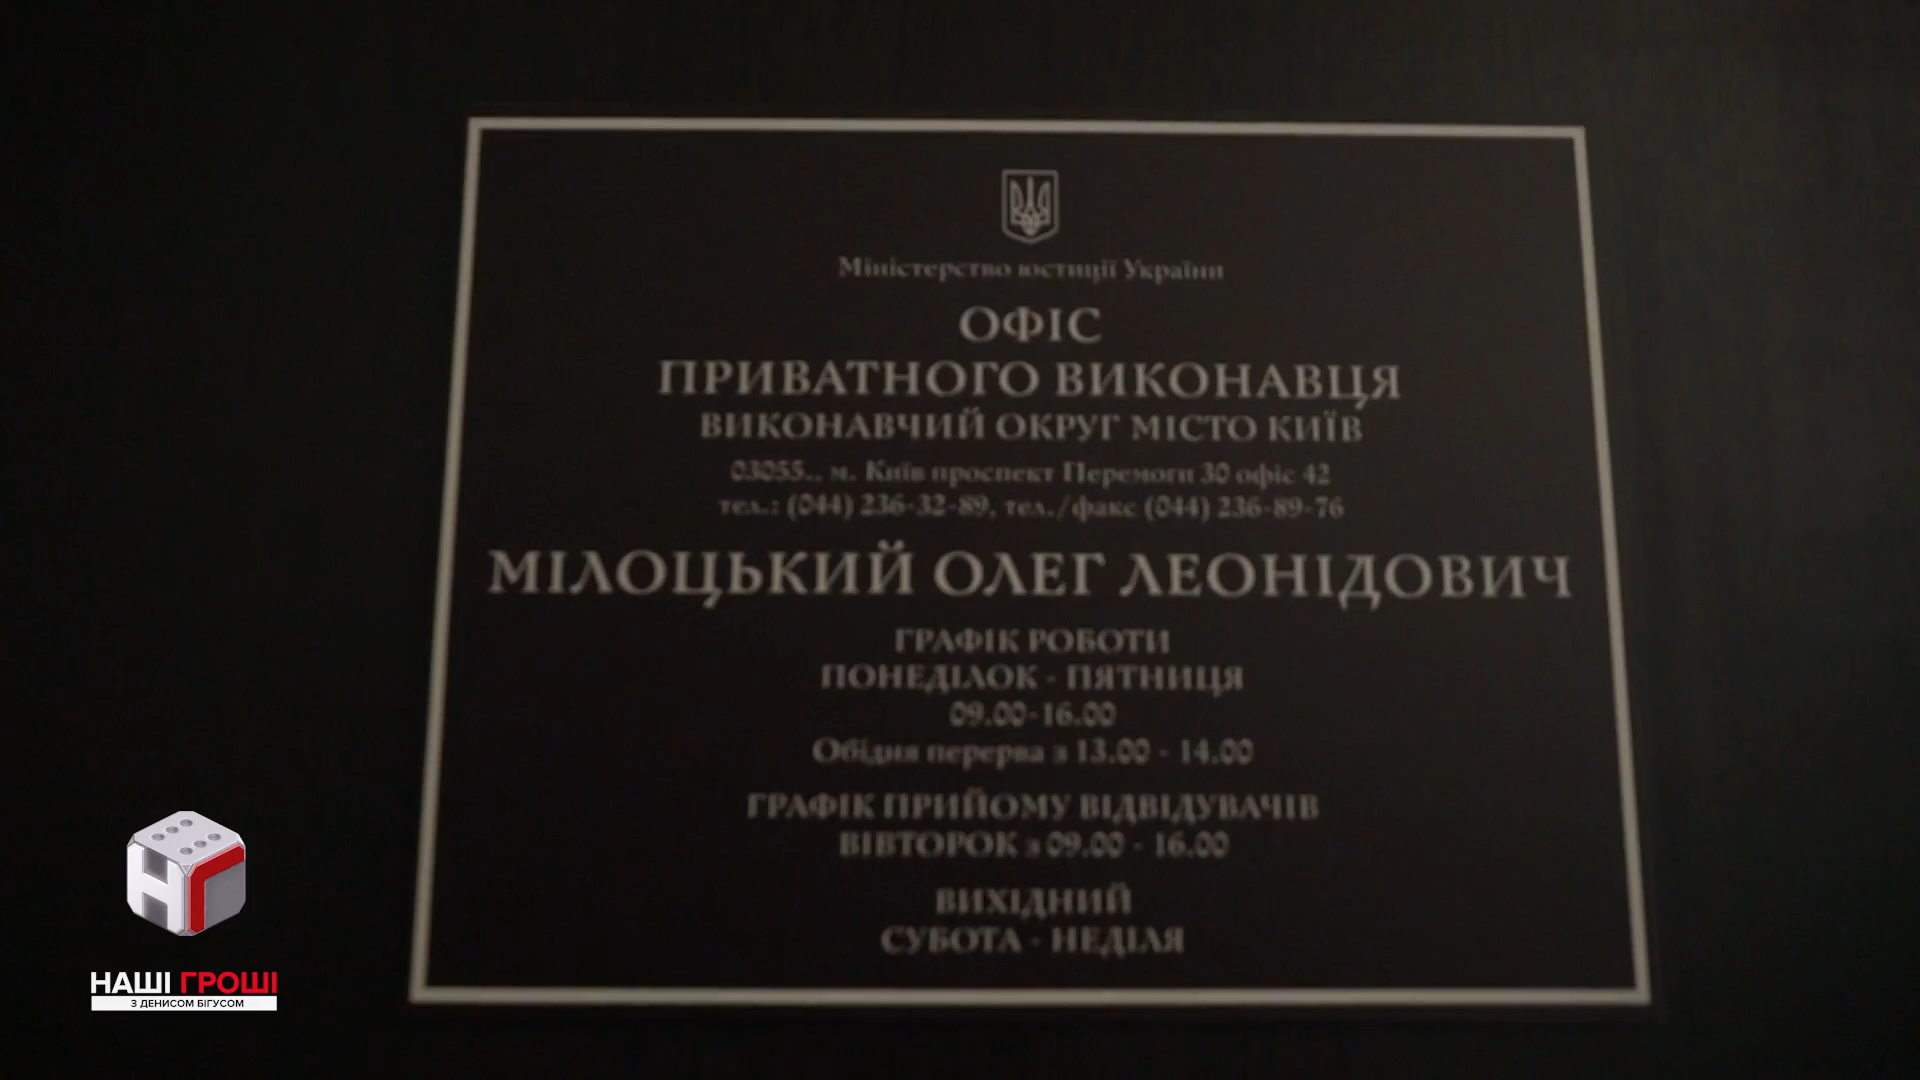 Міністерство юстиції України
ОФІС
ПРИВАТНОГО ВИКОНАВЦЯ
ВИКОНАВЧИЙ ОКРУГ МІСТО КИЇВ
03055., м. Київ проспект Перемоги 30 офіс 42
тел.: (044) 236-32-89, тел./факс (044) 236-89-76
МІЛОЦЬКИЙ ОЛЕГ ЛЕОНІДОВИЧ
ГРАФІК РОБОТИ
ПОНЕДІЛОК - ПЯТНИЦЯ
09.00-16.00
Обідня перерва з 13.00 - 14.00
ГРАФІК ПРИЙОМУ ВІДВІДУВАЧІВ
ВІВТОРОК з 09.00 - 16.00
ВИХІДНИЙ
СУБОТА - НЕДІЛЯ
НГ
НАШІ ГРОШІ
З ДЕНИСОМ БІГУСОМ